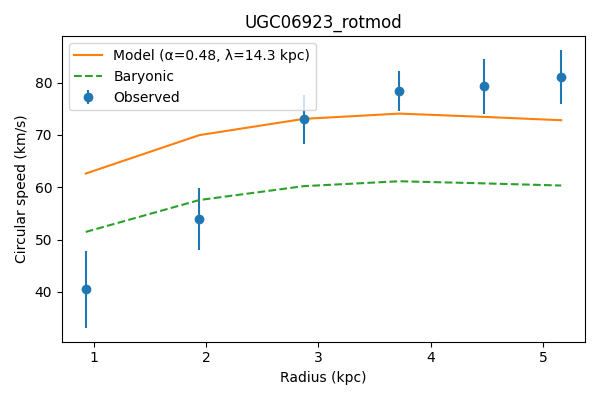 UGC06923_rotmod
Model (α=0.48, λ=14.3 kpc)
Baryonic
Observed
Circular speed (km/s)
80
70
60
50
40
1 2 3 4 5
Radius (kpc)